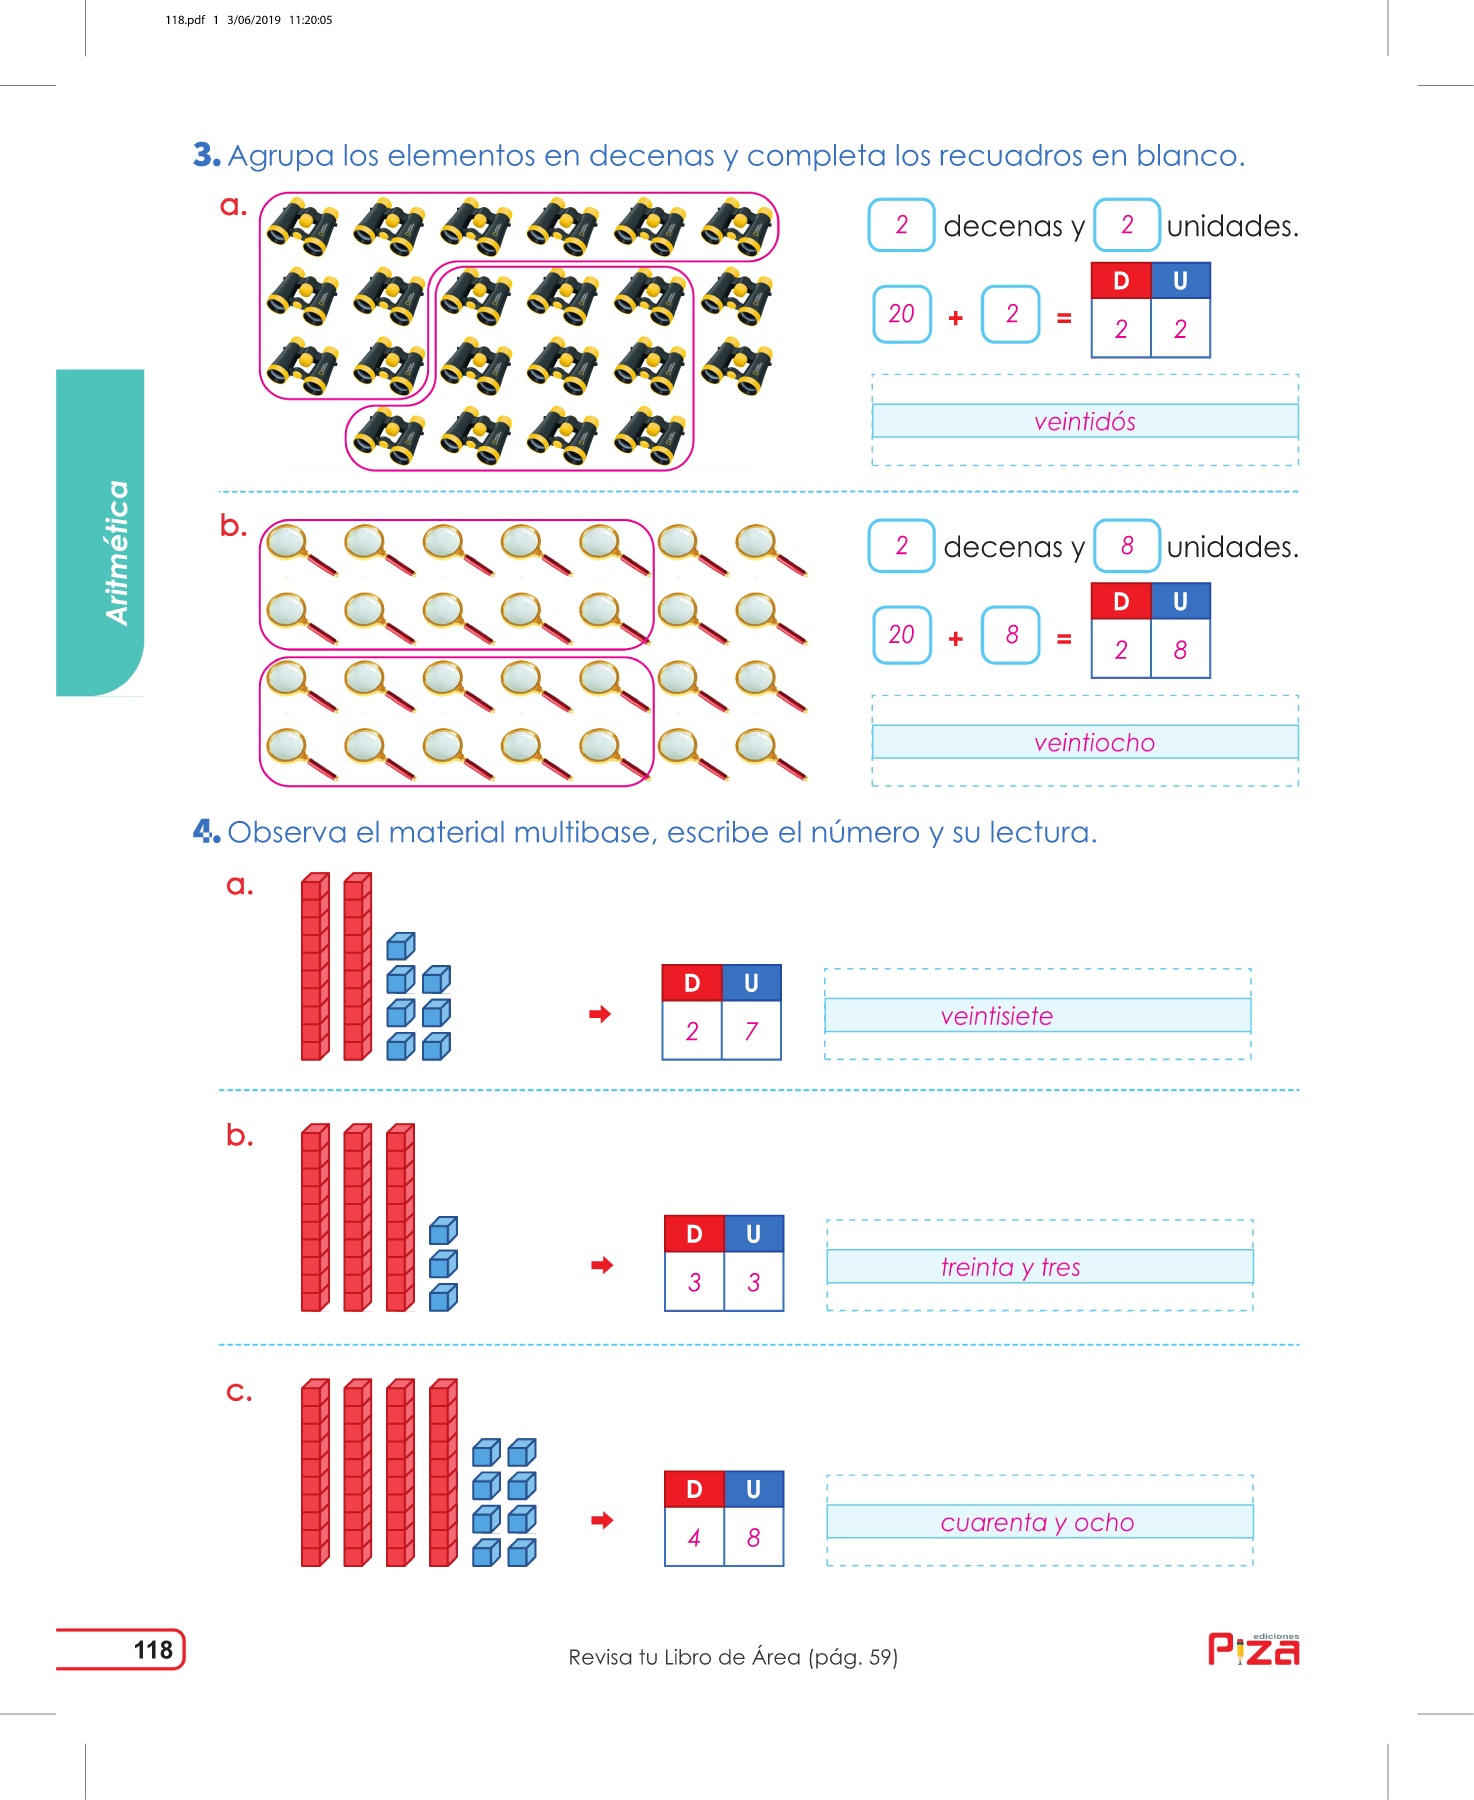 118.pdf 1 3/06/2019 11:20:05
3. Agrupa los elementos en decenas y completa los recuadros en blanco.
a.
2 decenas y 2 unidades.
D U
20 + 2 = 2 2
veintidós
b.
2 decenas y 8 unidades.
D U
20 + 8 = 2 8
veintiocho
Aritmética
4. Observa el material multibase, escribe el número y su lectura.
a.
D U
2 7
veintisiete
b.
D U
3 3
treinta y tres
c.
D U
4 8
cuarenta y ocho
118
Revisa tu Libro de Área (pág. 59)
ediciones
Piza